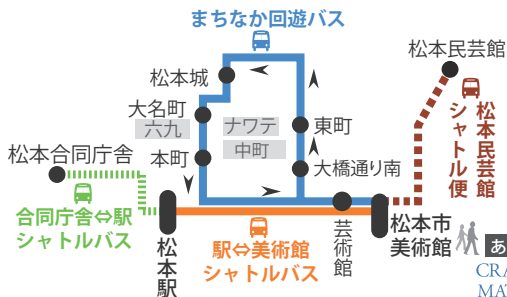 まちなか回遊バス
松本城
大名町
六九
ナワテ
中町
本町
東町
大橋通り南
松本民芸館
松本民芸館
シャトル便
松本合同庁舎
合同庁舎⇔駅
シャトルバス
松本駅
駅⇔美術館
シャトルバス
芸術館
松本市
美術館
あ
CRA
MAT